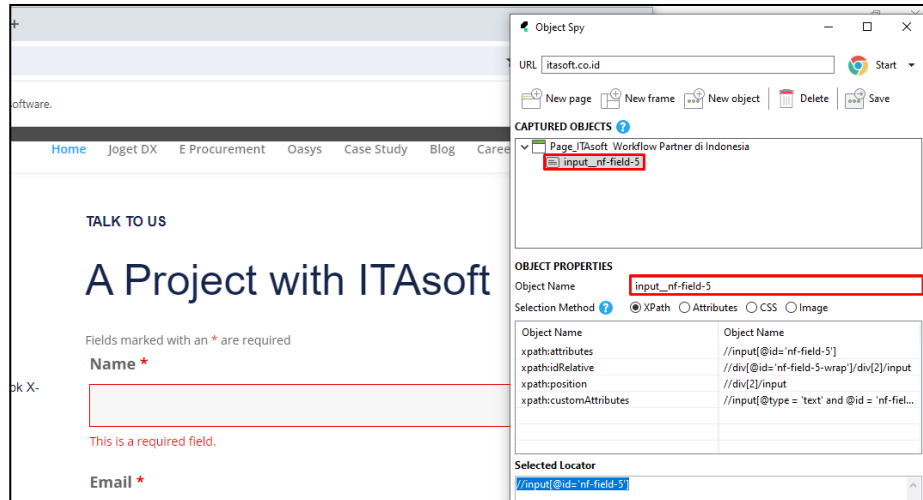 +
oftware.
Home Joget DX E Procurement Oasys Case Study Blog Caree
TALK TO US
A Project with ITAsoft
Fields marked with an * are required
Name *
ok X-
This is a required field.
Email *
Object Spy
URL itasoft.co.id Start
New page New frame New object Delete Save
CAPTURED OBJECTS ?
Page_ITAsoft Workflow Partner di Indonesia
input__nf-field-5
OBJECT PROPERTIES
Object Name input__nf-field-5
Selection Method ? XPath Attributes CSS Image
Object Name Object Name
xpath:attributes //input[@id='nf-field-5']
xpath:idRelative //div[@id='nf-field-5-wrap']/div[2]/input
xpath:position //div[2]/input
xpath:customAttributes //input[@type = 'text' and @id = 'nf-fiel...
Selected Locator
//input[@id='nf-field-5']